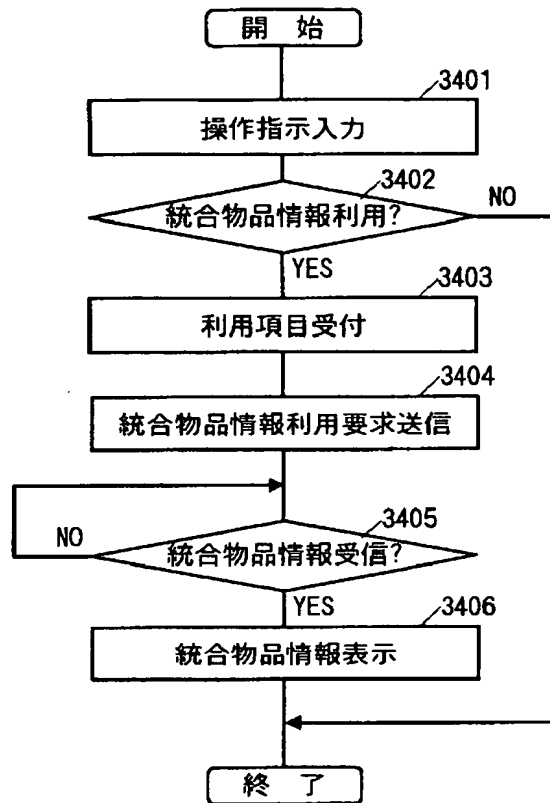 開 始
3401
操作指示入力
3402
統合物品情報利用?
NO
YES
3403
利用項目受付
3404
統合物品情報利用要求送信
3405
NO
統合物品情報受信?
YES
3406
統合物品情報表示
終 了